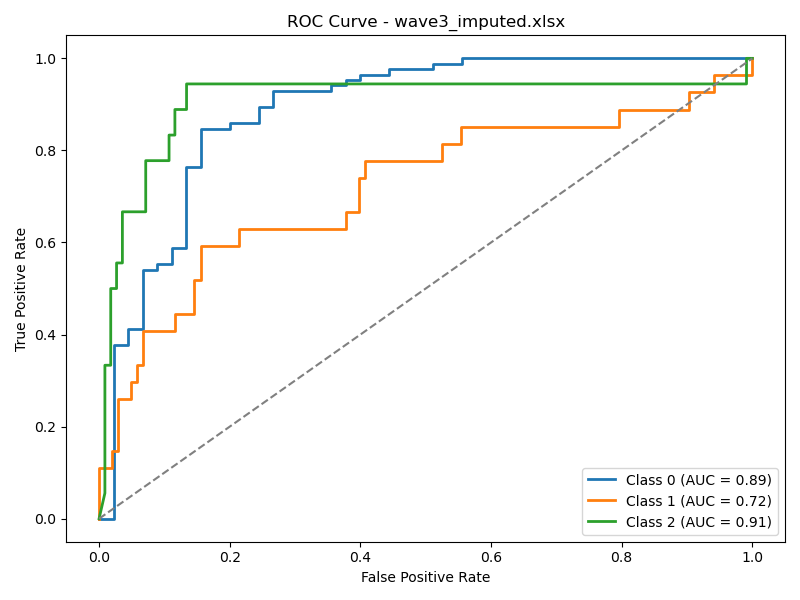 ROC Curve - wave3_imputed.xlsx
True Positive Rate
1.0
0.8
0.6
0.4
0.2
0.0
Class 0 (AUC = 0.89)
Class 1 (AUC = 0.72)
Class 2 (AUC = 0.91)
0.0 0.2 0.4 0.6 0.8 1.0
False Positive Rate